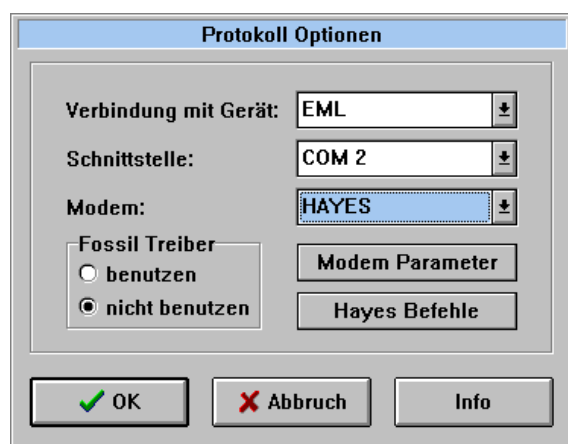 Protokoll Optionen
Verbindung mit Gerät: EML
Schnittstelle: COM 2
Modem: HAYES
Fossil Treiber
benutzen
nicht benutzen
Modem Parameter
Hayes Befehle
OK Abbruch Info